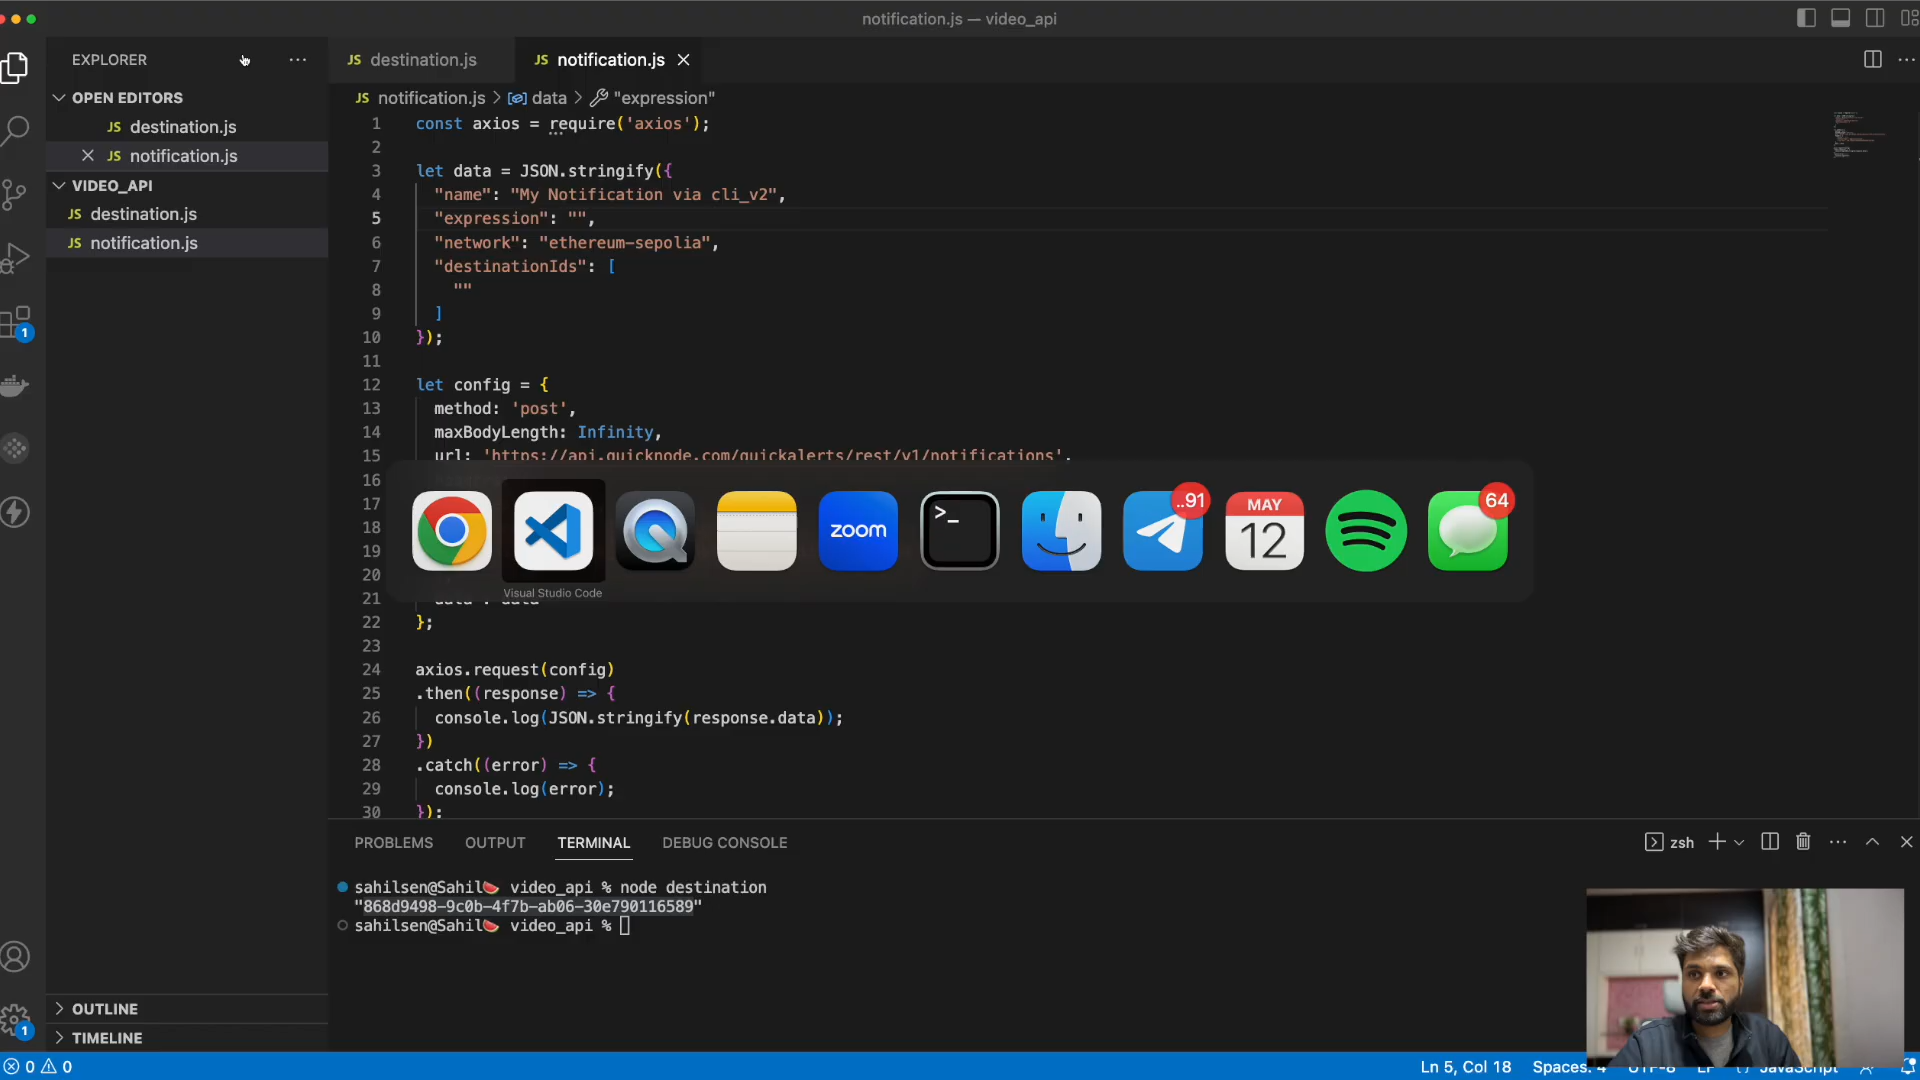 notification.js — video_api
EXPLORER
OPEN EDITORS
JS destination.js
JS notification.js
VIDEO_API
JS destination.js
JS notification.js
OUTLINE
TIMELINE
JS destination.js
JS notification.js
JS notification.js > data > "expression"
1 const axios = require('axios');
2
3 let data = JSON.stringify({
4 "name": "My Notification via cli_v2",
5 "expression": "",
6 "network": "ethereum-sepolia",
7 "destinationIds": [
8 ""
9 ]
10 });
11
12 let config = {
13 method: 'post',
14 maxBodyLength: Infinity,
15 url: 'https://api.quicknode.com/quickalerts/rest/v1/notifications',
16
17
18
19
20
21 data : data
22 };
23
24 axios.request(config)
25 .then((response) => {
26 console.log(JSON.stringify(response.data));
27 })
28 .catch((error) => {
29 console.log(error);
30 });
zoom
>_
..91
MAY
12
64
Visual Studio Code
PROBLEMS
OUTPUT
TERMINAL
DEBUG CONSOLE
zsh
sahilsen@Sahil🍉 video_api % node destination
"868d9498-9c0b-4f7b-ab06-30e790116589"
sahilsen@Sahil🍉 video_api %
1
1
0
0
Ln 5, Col 18
Spaces: 4
UTF-8
LF
{} JavaScript